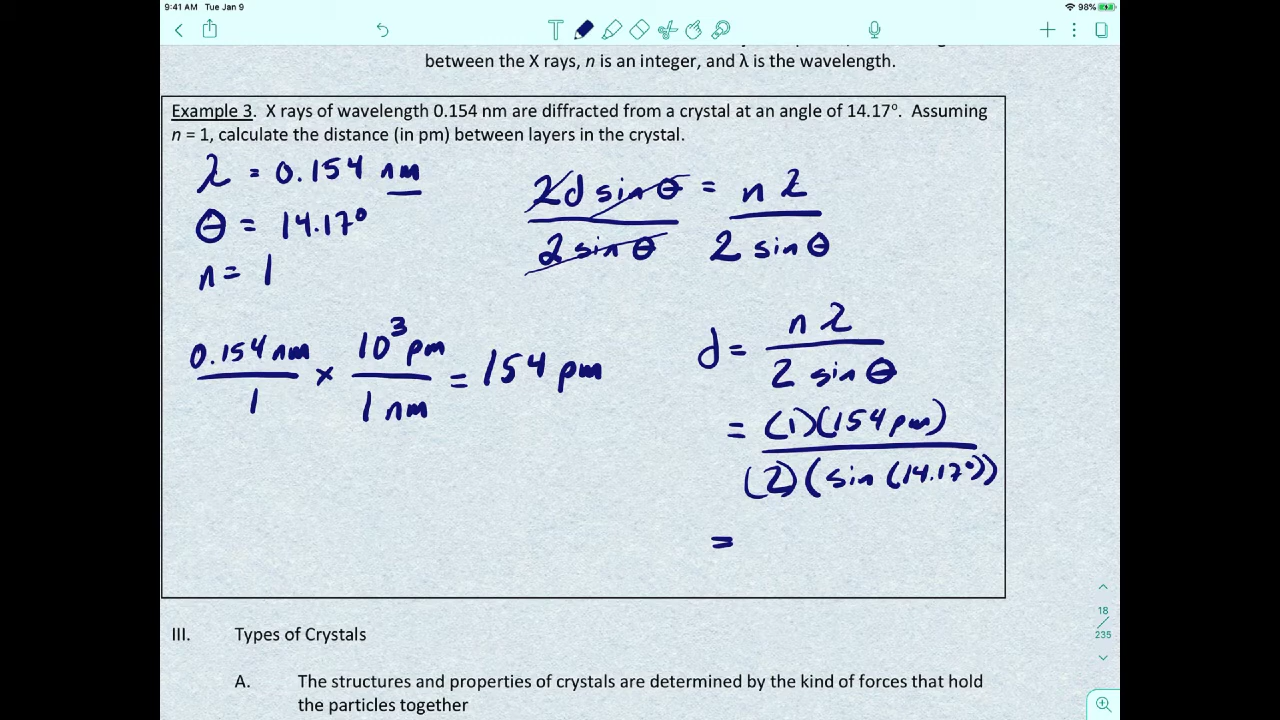 9:41 AM Tue Jan 9
98%
between the X rays, n is an integer, and λ is the wavelength.
Example 3. X rays of wavelength 0.154 nm are diffracted from a crystal at an angle of 14.17°. Assuming
n = 1, calculate the distance (in pm) between layers in the crystal.
λ = 0.154 nm
θ = 14.17°
n = 1
2d sin θ / 2 sin θ = n λ / 2 sin θ
0.154 nm / 1 × 10³ pm / 1 nm = 154 pm
d = n λ / 2 sin θ
= (1)(154 pm) / (2)(sin (14.17°))
=
III. Types of Crystals
A. The structures and properties of crystals are determined by the kind of forces that hold
the particles together
18
/
235